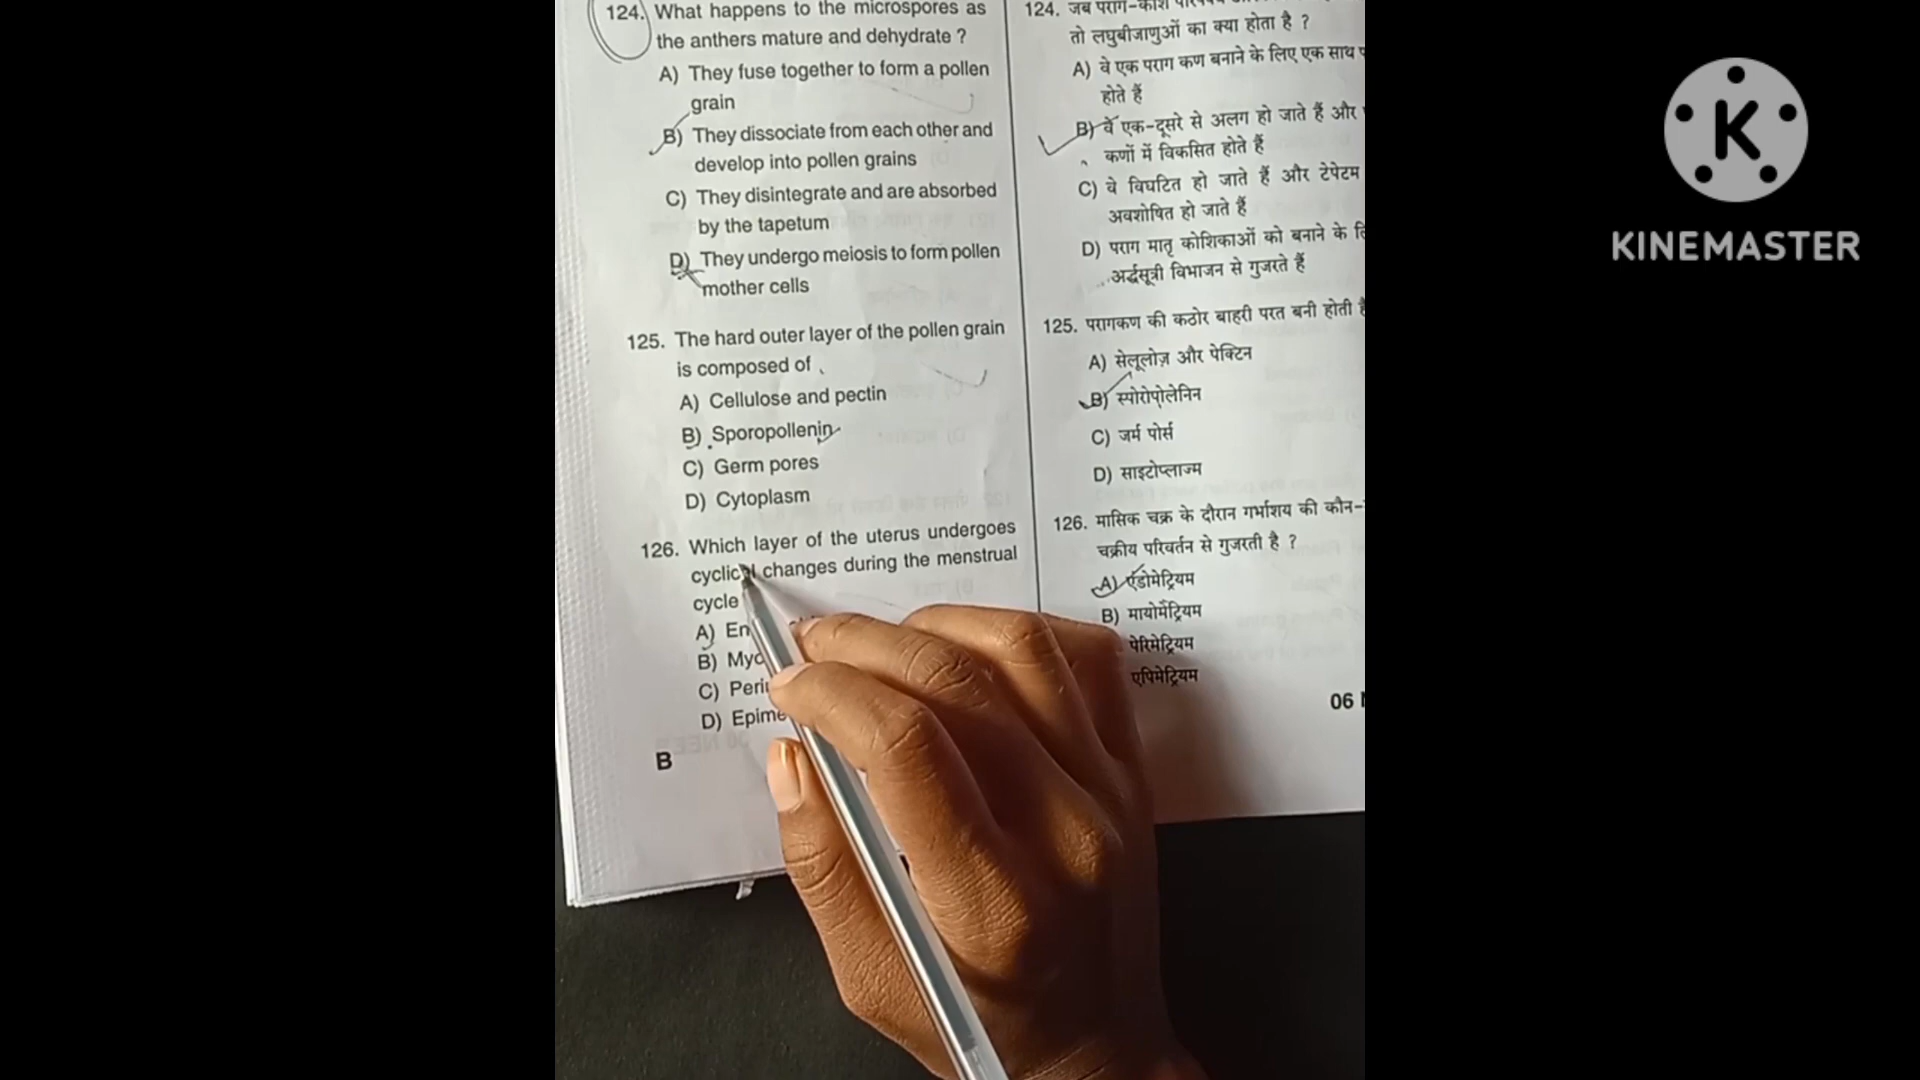 124. What happens to the microspores as
the anthers mature and dehydrate ?
A) They fuse together to form a pollen
grain
B) They dissociate from each other and
develop into pollen grains
C) They disintegrate and are absorbed
by the tapetum
D) They undergo meiosis to form pollen
mother cells
125. The hard outer layer of the pollen grain
is composed of
A) Cellulose and pectin
B) Sporopollenin
C) Germ pores
D) Cytoplasm
126. Which layer of the uterus undergoes
cyclical changes during the menstrual
cycle
A) En
B) Myo
C) Peri
D) Epime
B
124. जब पराग-कोश
तो लघुबीजाणुओं का क्या होता है ?
A) वे एक पराग कण बनाने के लिए एक साथ
होते हैं
B) वे एक-दूसरे से अलग हो जाते हैं और
कणों में विकसित होते हैं
C) वे विघटित हो जाते हैं और टेपेटम
अवशोषित हो जाते हैं
D) पराग मातृ कोशिकाओं को बनाने के
अर्द्धसूत्री विभाजन से गुजरते हैं
125. परागकण की कठोर बाहरी परत बनी होती
A) सेलूलोज़ और पेक्टिन
B) स्पोरोपोलेनिन
C) जर्म पोर्स
D) साइटोप्लाज्म
126. मासिक चक्र के दौरान गर्भाशय की कौन-
चक्रीय परिवर्तन से गुजरती है ?
A) एंडोमेट्रियम
B) मायोमैट्रियम
पेरिमेट्रियम
एपिमेट्रियम
06
KINEMASTER